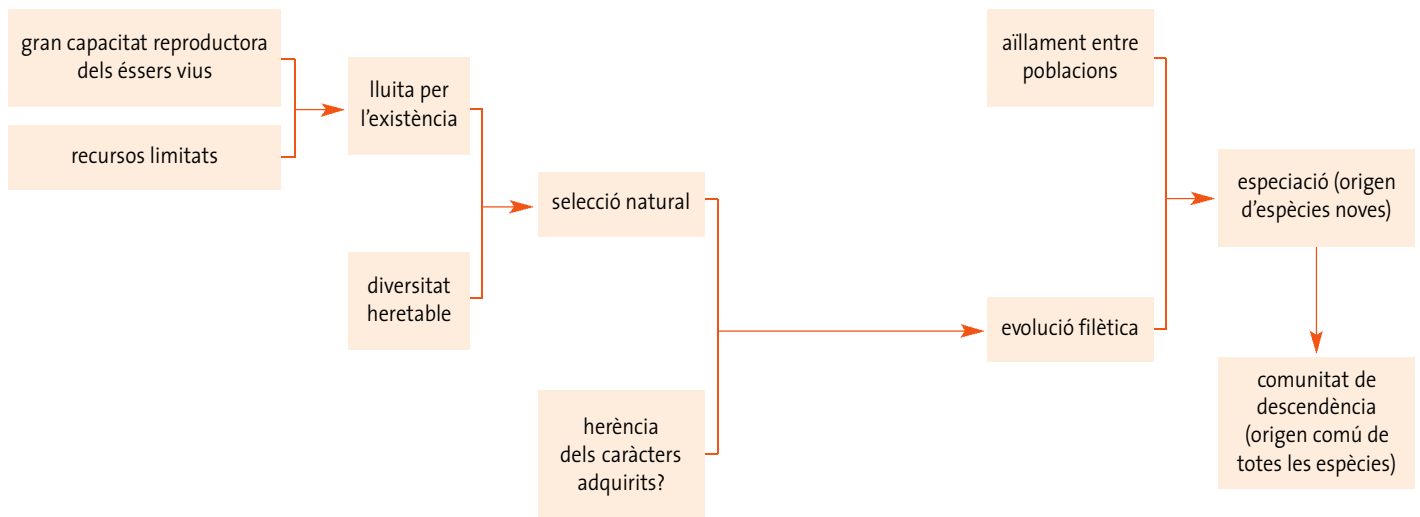 gran capacitat reproductora
dels éssers vius
recursos limitats
lluita per
l'existència
diversitat
heretable
selecció natural
herència
dels caràcters
adquirits?
aïllament entre
poblacions
evolució filètica
especiació (origen
d'espècies noves)
comunitat de
descendència
(origen comú de
totes les espècies)